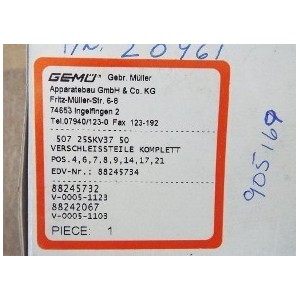 P/N. 20961
GEMÜ Gebr. Müller
Apparatebau GmbH & Co. KG
Fritz-Müller-Str. 6-8
74653 Ingelfingen 2
Tel.07940/123-0 Fax 123-192
507 25SKV37 50
VERSCHLEISSTEILE KOMPLETT
POS.4,6,7,8,9,14,17,21
EDV-Nr.: 88245734
88245732
V-0005-1123
88242067
V-0005-1103
PIECE: 1
905169